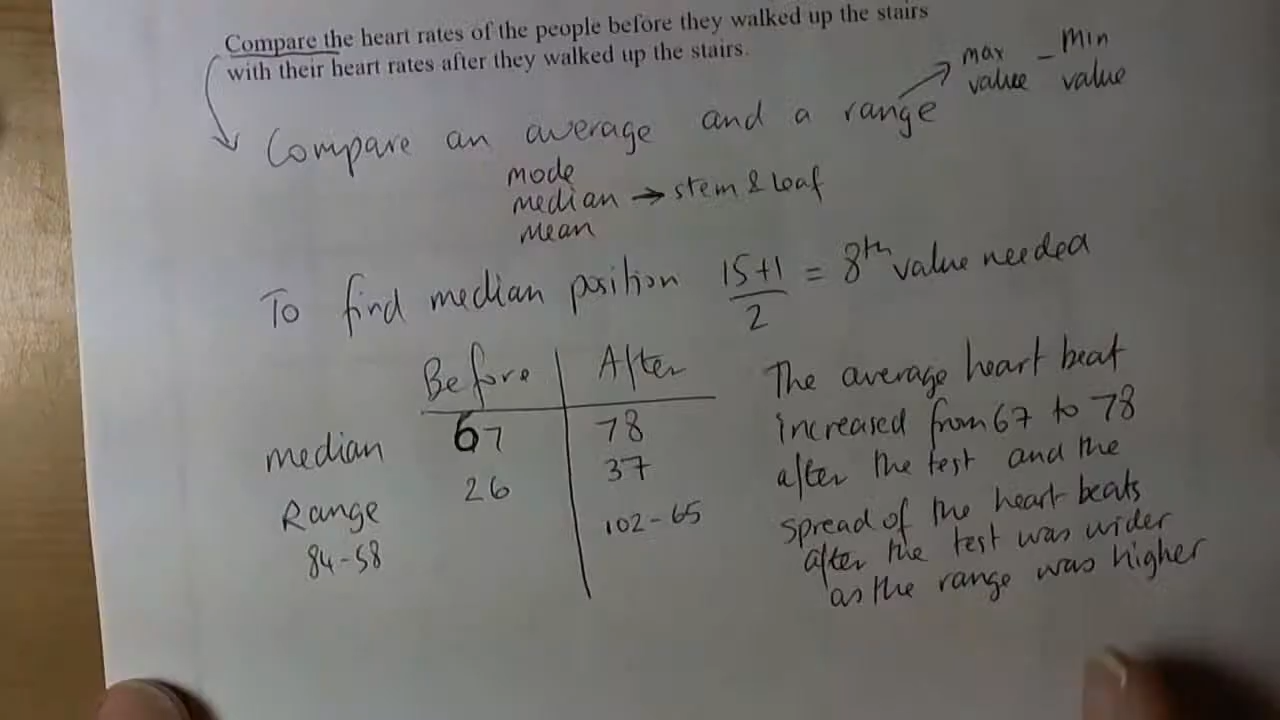 Compare the heart rates of the people before they walked up the stairs
with their heart rates after they walked up the stairs.
max value - min value
Compare an average and a range
mode
median → stem & leaf
mean
To find median position 15+1/2 = 8th value needed
Before After
median 67 78
Range 26 37
84-58 102-65
The average heart beat
increased from 67 to 78
after the test and the
spread of the heart beats
after the test was wider
as the range was higher